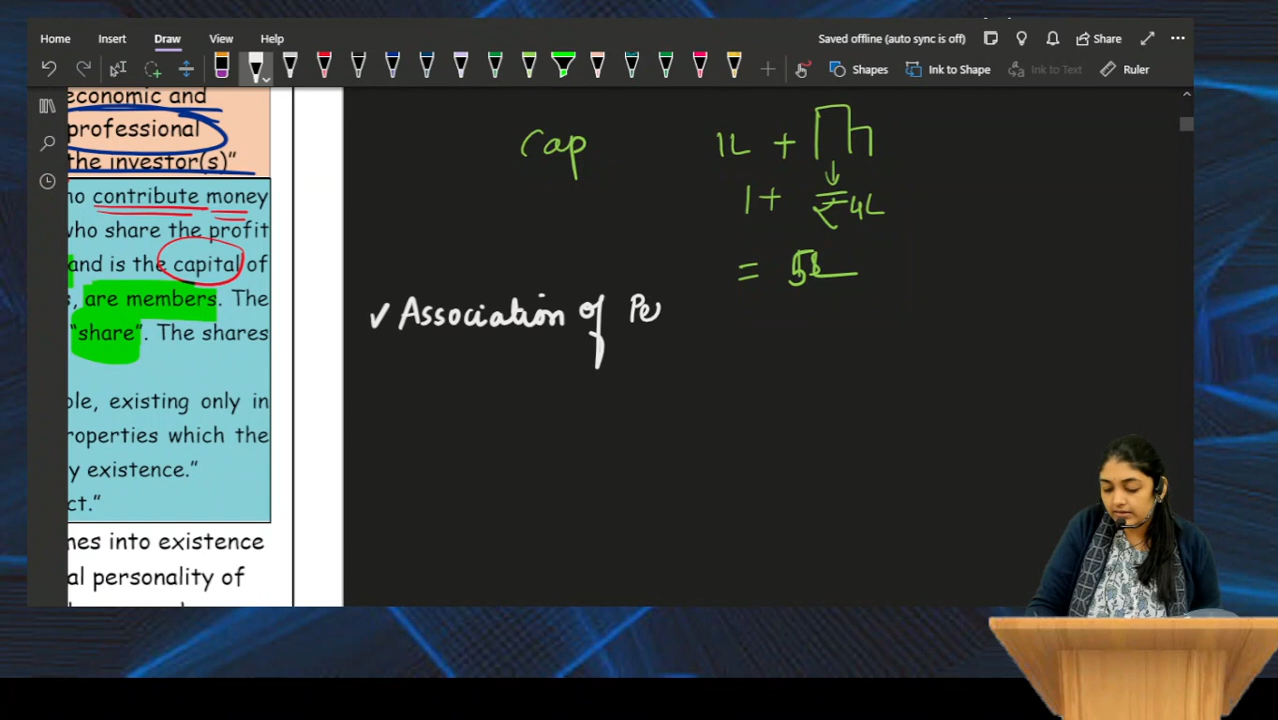 Home Insert Draw View Help Saved offline (auto sync is off) Share
Shapes Ink to Shape Ink to Text Ruler
economic and
professional
the investor(s)”
ho contribute money
who share the profit
and is the capital of
s, are members. The
“share”. The shares
ole, existing only in
roperties which the
y existence.”
ct.”
nes into existence
al personality of
Cap 1L +
1 + ₹4L
= 5L
✓ Association of Pe